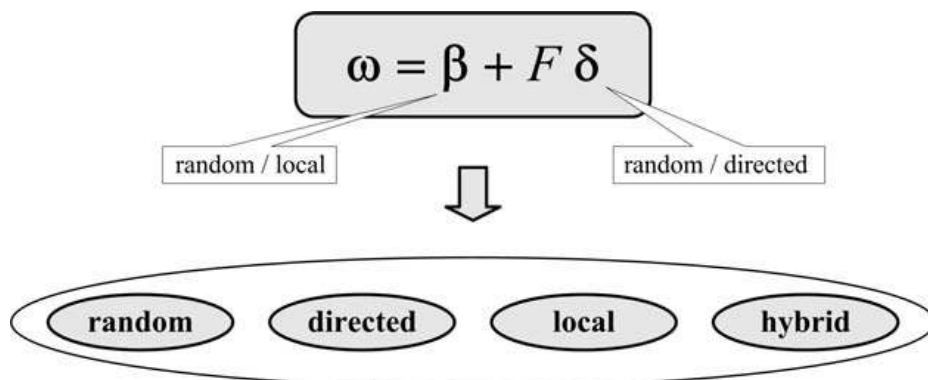 ω = β + F δ
random / local
random / directed
random
directed
local
hybrid